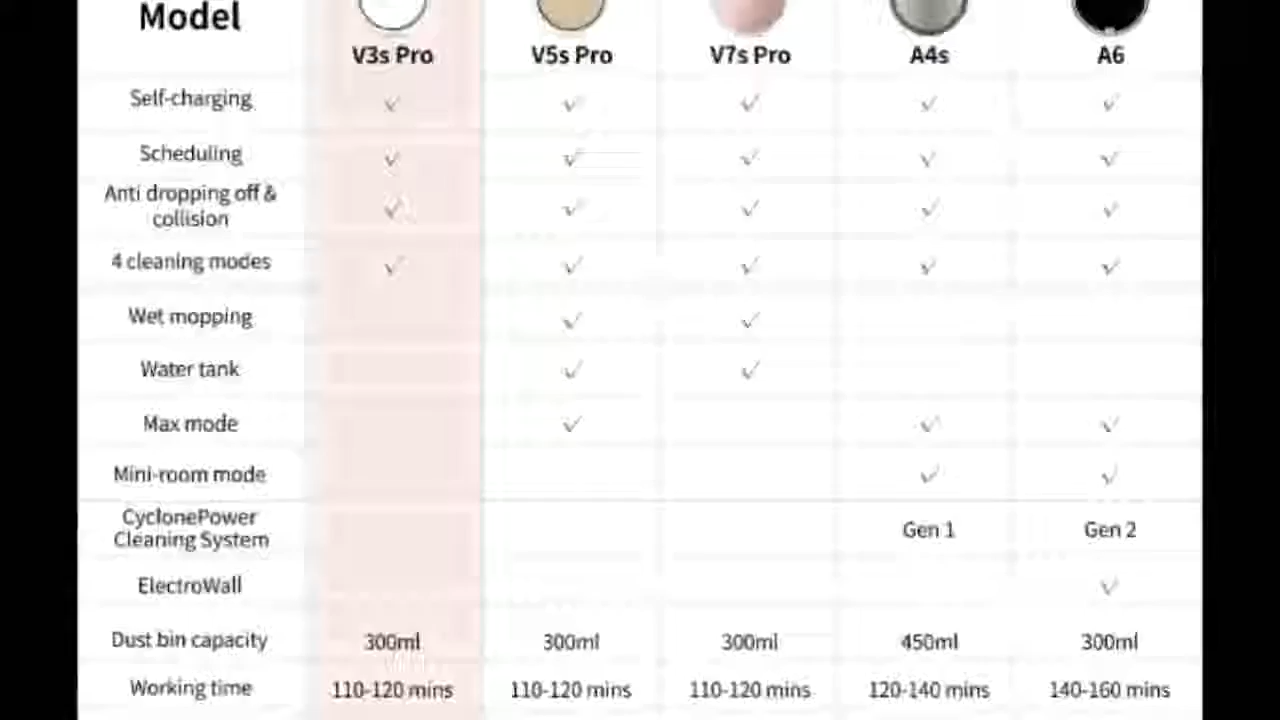 Model
V3s Pro V5s Pro V7s Pro A4s A6
Self-charging ✓ ✓ ✓ ✓ ✓
Scheduling ✓ ✓ ✓ ✓ ✓
Anti dropping off &
collision ✓ ✓ ✓ ✓ ✓
4 cleaning modes ✓ ✓ ✓ ✓ ✓
Wet mopping ✓ ✓
Water tank ✓ ✓
Max mode ✓ ✓ ✓
Mini-room mode ✓ ✓
CyclonePower
Cleaning System Gen 1 Gen 2
ElectroWall ✓
Dust bin capacity 300ml 300ml 300ml 450ml 300ml
Working time 110-120 mins 110-120 mins 110-120 mins 120-140 mins 140-160 mins